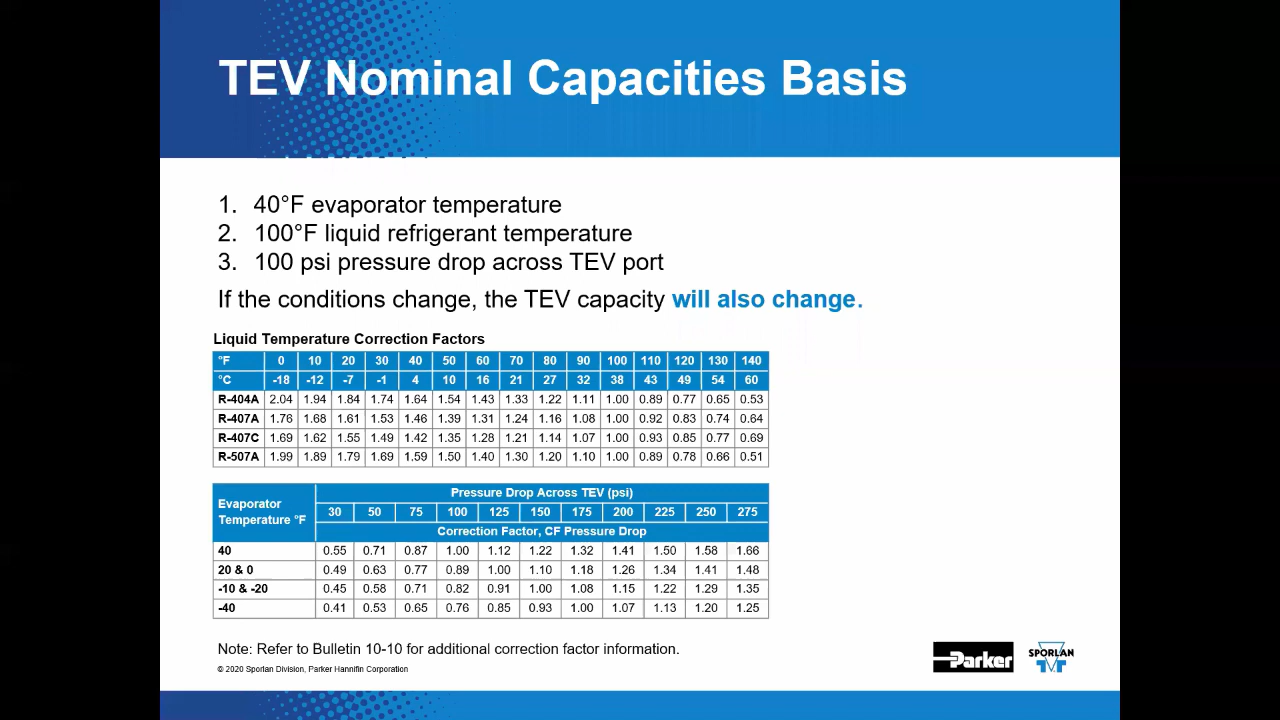 TEV Nominal Capacities Basis
1. 40°F evaporator temperature
2. 100°F liquid refrigerant temperature
3. 100 psi pressure drop across TEV port
If the conditions change, the TEV capacity will also change.
Liquid Temperature Correction Factors
°F 0 10 20 30 40 50 60 70 80 90 100 110 120 130 140
°C -18 -12 -7 -1 4 10 16 21 27 32 38 43 49 54 60
R-404A 2.04 1.94 1.84 1.74 1.64 1.54 1.43 1.33 1.22 1.11 1.00 0.89 0.77 0.65 0.53
R-407A 1.76 1.68 1.61 1.53 1.46 1.39 1.31 1.24 1.16 1.08 1.00 0.92 0.83 0.74 0.64
R-407C 1.69 1.62 1.55 1.49 1.42 1.35 1.28 1.21 1.14 1.07 1.00 0.93 0.85 0.77 0.69
R-507A 1.99 1.89 1.79 1.69 1.59 1.50 1.40 1.30 1.20 1.10 1.00 0.89 0.78 0.66 0.51
Evaporator
Temperature °F
Pressure Drop Across TEV (psi)
30 50 75 100 125 150 175 200 225 250 275
Correction Factor, CF Pressure Drop
40 0.55 0.71 0.87 1.00 1.12 1.22 1.32 1.41 1.50 1.58 1.66
20 & 0 0.49 0.63 0.77 0.89 1.00 1.10 1.18 1.26 1.34 1.41 1.48
-10 & -20 0.45 0.58 0.71 0.82 0.91 1.00 1.08 1.15 1.22 1.29 1.35
-40 0.41 0.53 0.65 0.76 0.85 0.93 1.00 1.07 1.13 1.20 1.25
Note: Refer to Bulletin 10-10 for additional correction factor information.
© 2020 Sporlan Division, Parker Hannifin Corporation
Parker
SPORLAN